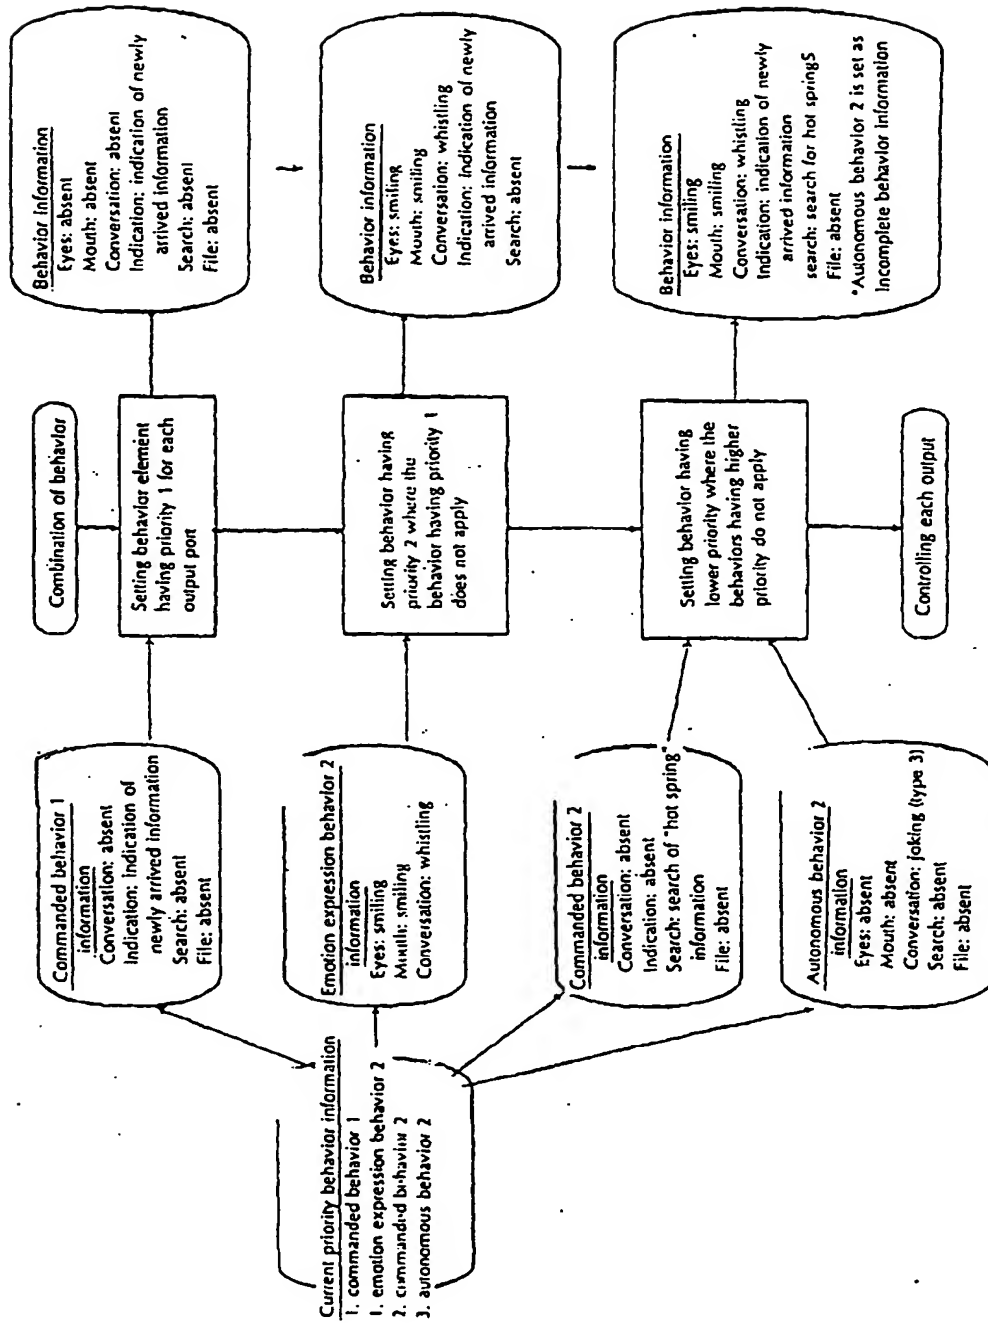 Current priority behavior information
1. commanded behavior 1
1. emotion expression behavior 2
2. commanded behavior 2
3. autonomous behavior 2
Commanded behavior 1
information
Conversation: absent
Indication: Indication of
newly arrived information
Search: absent
File: absent
Emotion expression behavior 2
information
Eyes: smiling
Mouth: smiling
Conversation: whistling
Commanded behavior 2
information
Conversation: absent
Indication: absent
Search: search of "hot spring"
information
File: absent
Autonomous behavior 2
information
Eyes: absent
Mouth: absent
Conversation: joking (type 3)
Search: absent
File: absent
Combination of behavior
Setting behavior element
having priority 1 for each
output port
Setting behavior having
priority 2 where the
behavior having priority 1
does not apply
Setting behavior having
lower priority where the
behaviors having higher
priority do not apply
Controlling each output
Behavior Information
Eyes: absent
Mouth: absent
Conversation: absent
Indication: indication of newly
arrived information
Search: absent
File: absent
Behavior information
Eyes: smiling
Mouth: smiling
Conversation: whistling
Indication: Indication of newly
arrived information
Search: absent
Behavior information
Eyes: smiling
Mouth: smiling
Conversation: whistling
Indication: indication of newly
arrived information
search: search for hot springS
File: absent
*Autonomous behavior 2 is set as
Incomplete behavior information